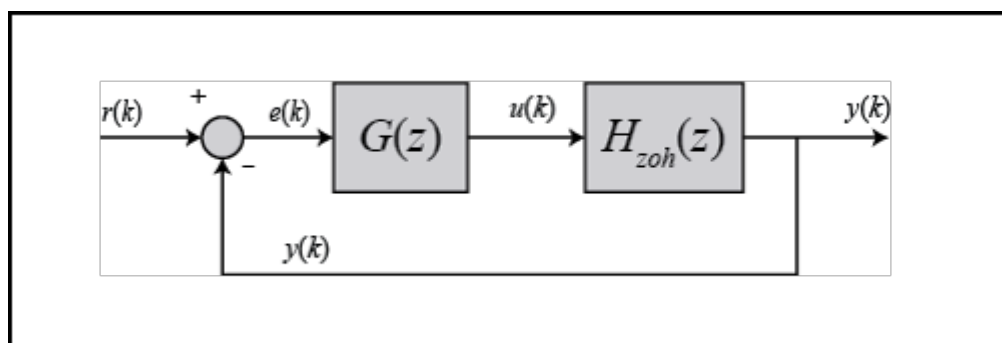 r(k)
+
e(k)
G(z)
u(k)
H_zoh(z)
y(k)
−
y(k)